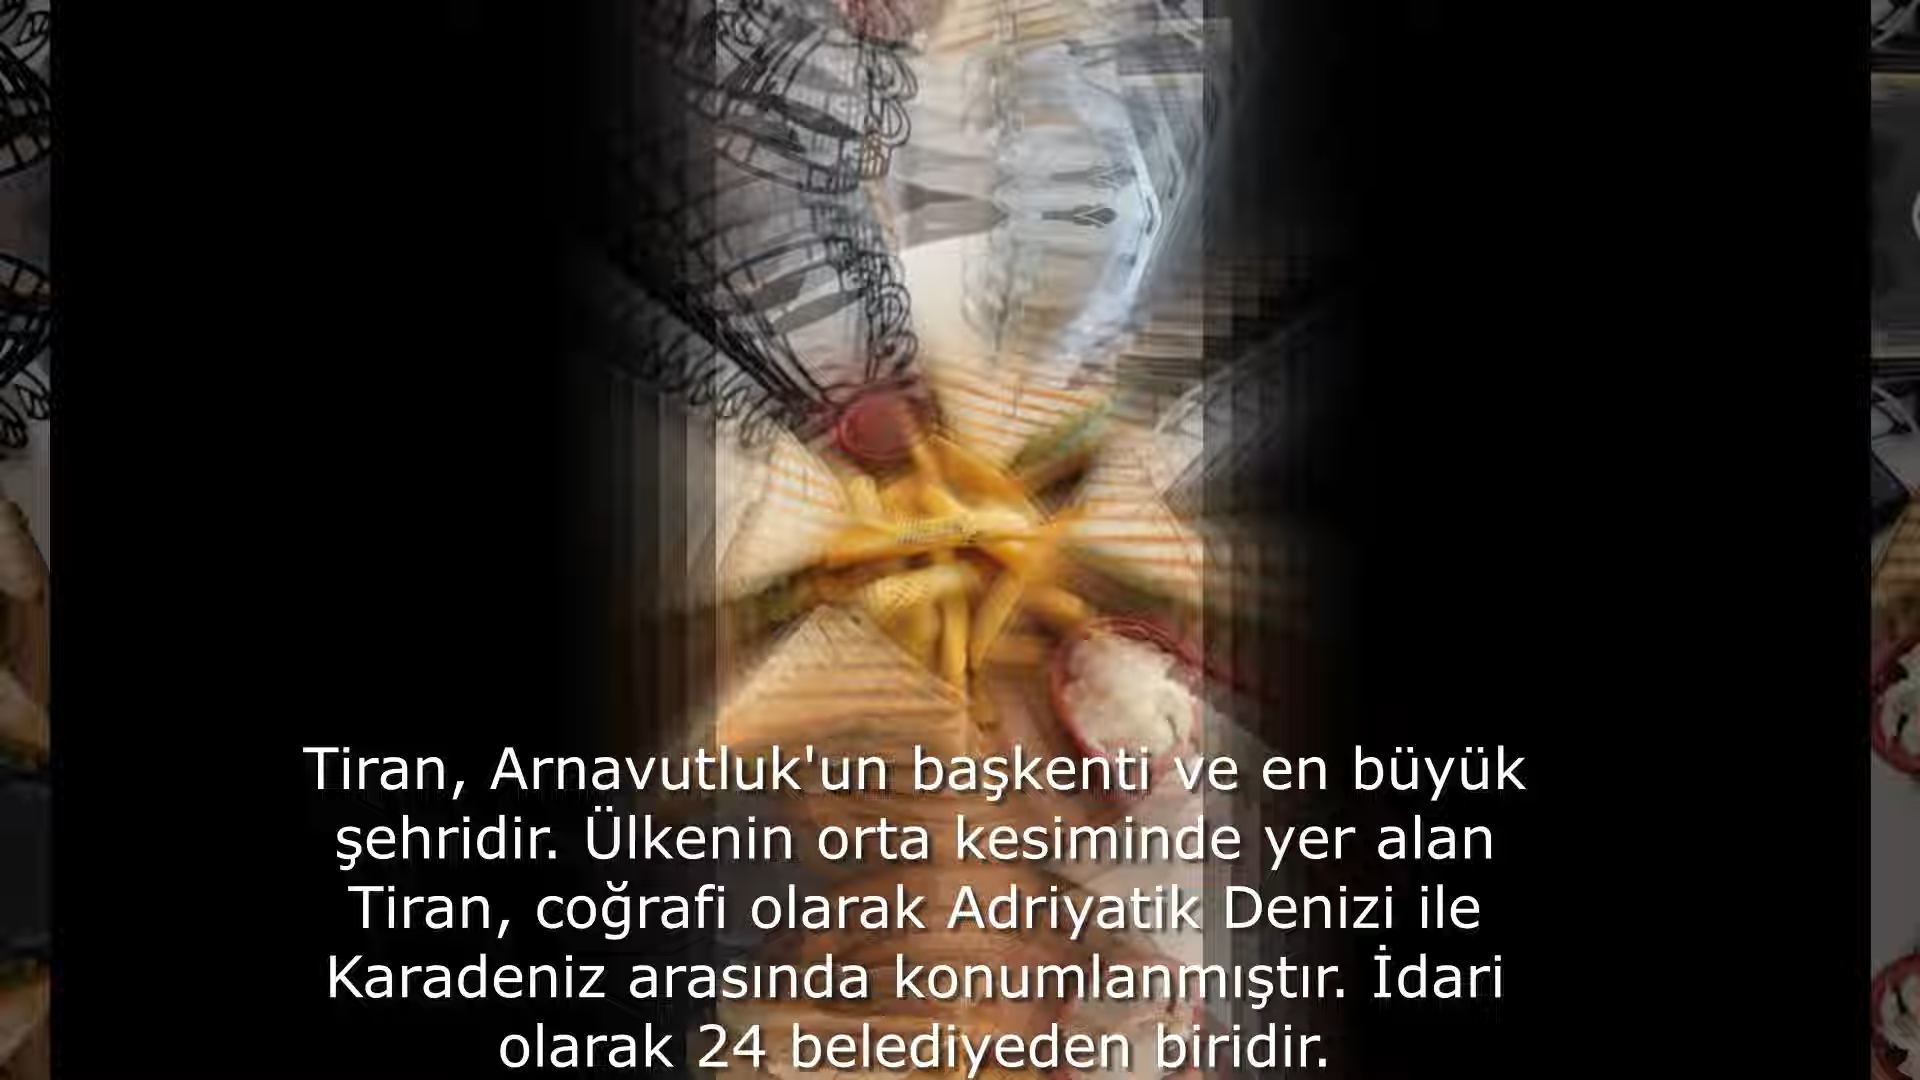 Tiran, Arnavutluk'un başkenti ve en büyük
şehridir. Ülkenin orta kesiminde yer alan
Tiran, coğrafi olarak Adriyatik Denizi ile
Karadeniz arasında konumlanmıştır. İdari
olarak 24 belediyeden biridir.